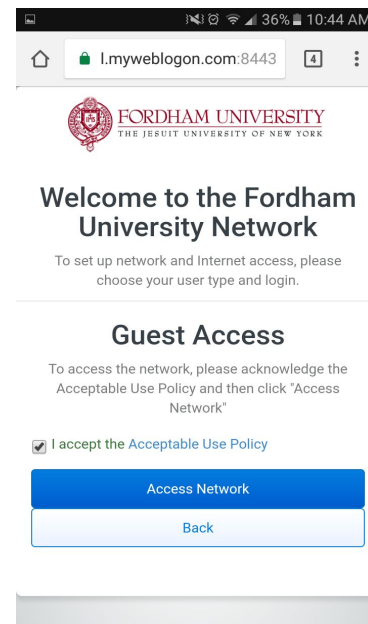 36% 10:44 AM
l.myweblogon.com:8443 4
FORDHAM UNIVERSITY
THE JESUIT UNIVERSITY OF NEW YORK
Welcome to the Fordham
University Network
To set up network and Internet access, please
choose your user type and login.
Guest Access
To access the network, please acknowledge the
Acceptable Use Policy and then click "Access
Network"
I accept the Acceptable Use Policy
Access Network
Back